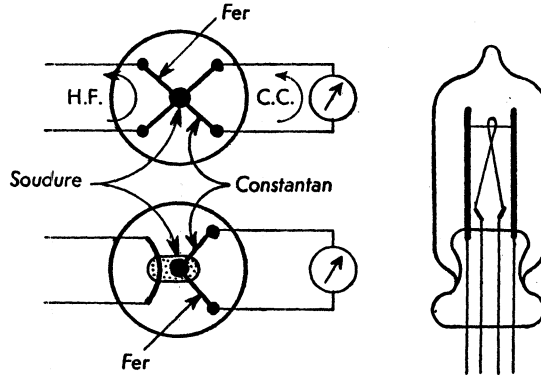 Fer
H.F.
C.C.
Soudure
Constantan
Fer